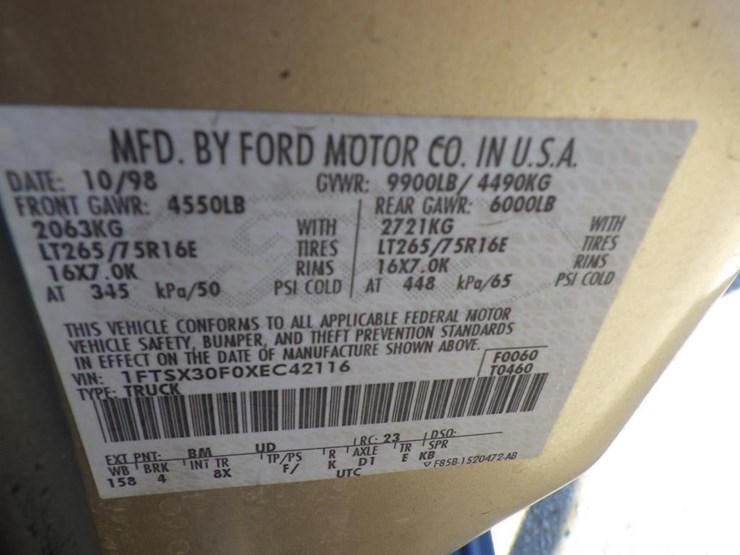 MFD. BY FORD MOTOR CO. IN U.S.A.
DATE: 10/98 GVWR: 9900LB/ 4490KG
FRONT GAWR: 4550LB REAR GAWR: 6000LB
2063KG WITH 2721KG WITH
LT265/75R16E TIRES LT265/75R16E TIRES
16X7.0K RIMS 16X7.0K RIMS
AT 345 kPa/50 PSI COLD AT 448 kPa/65 PSI COLD
THIS VEHICLE CONFORMS TO ALL APPLICABLE FEDERAL MOTOR
VEHICLE SAFETY, BUMPER, AND THEFT PREVENTION STANDARDS
IN EFFECT ON THE DATE OF MANUFACTURE SHOWN ABOVE.
VIN: 1FTSX30F0XEC42116 F0060
TYPE: TRUCK T0460
EXT PNT: BM UD RC: 23 DSO:
WB BRK INT TR TP/PS R AXLE TR SPR
158 4 8X F/ K D1 E KB
UTC F85B-1520472-AB